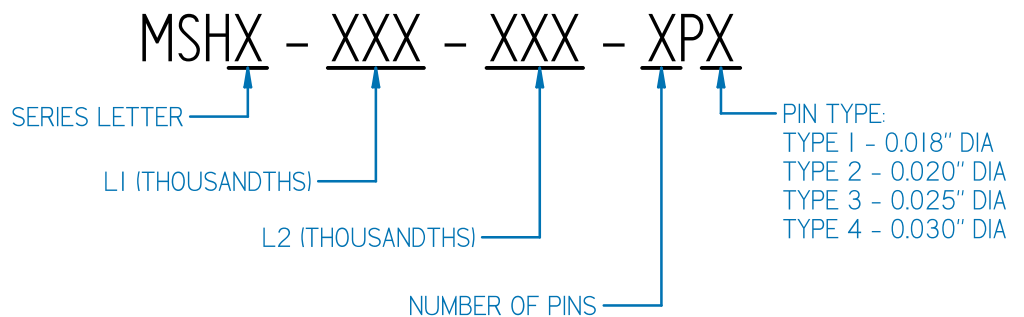 MSHX - XXX - XXX - XPX
SERIES LETTER
PIN TYPE:
TYPE 1 - 0.018" DIA
TYPE 2 - 0.020" DIA
TYPE 3 - 0.025" DIA
TYPE 4 - 0.030" DIA
L1 (THOUSANDTHS)
L2 (THOUSANDTHS)
NUMBER OF PINS